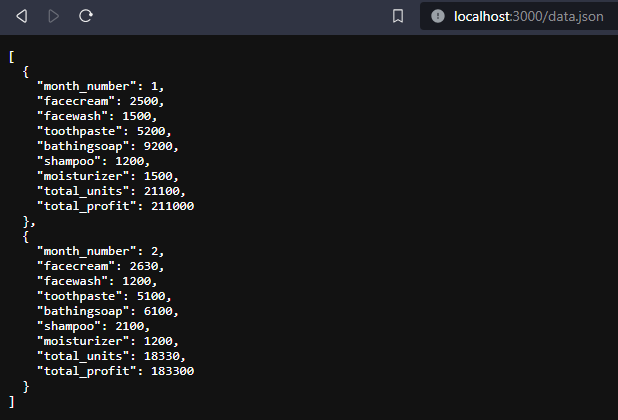 localhost:3000/data.json
[
  {
    "month_number": 1,
    "facecream": 2500,
    "facewash": 1500,
    "toothpaste": 5200,
    "bathingsoap": 9200,
    "shampoo": 1200,
    "moisturizer": 1500,
    "total_units": 21100,
    "total_profit": 211000
  },
  {
    "month_number": 2,
    "facecream": 2630,
    "facewash": 1200,
    "toothpaste": 5100,
    "bathingsoap": 6100,
    "shampoo": 2100,
    "moisturizer": 1200,
    "total_units": 18330,
    "total_profit": 183300
  }
]